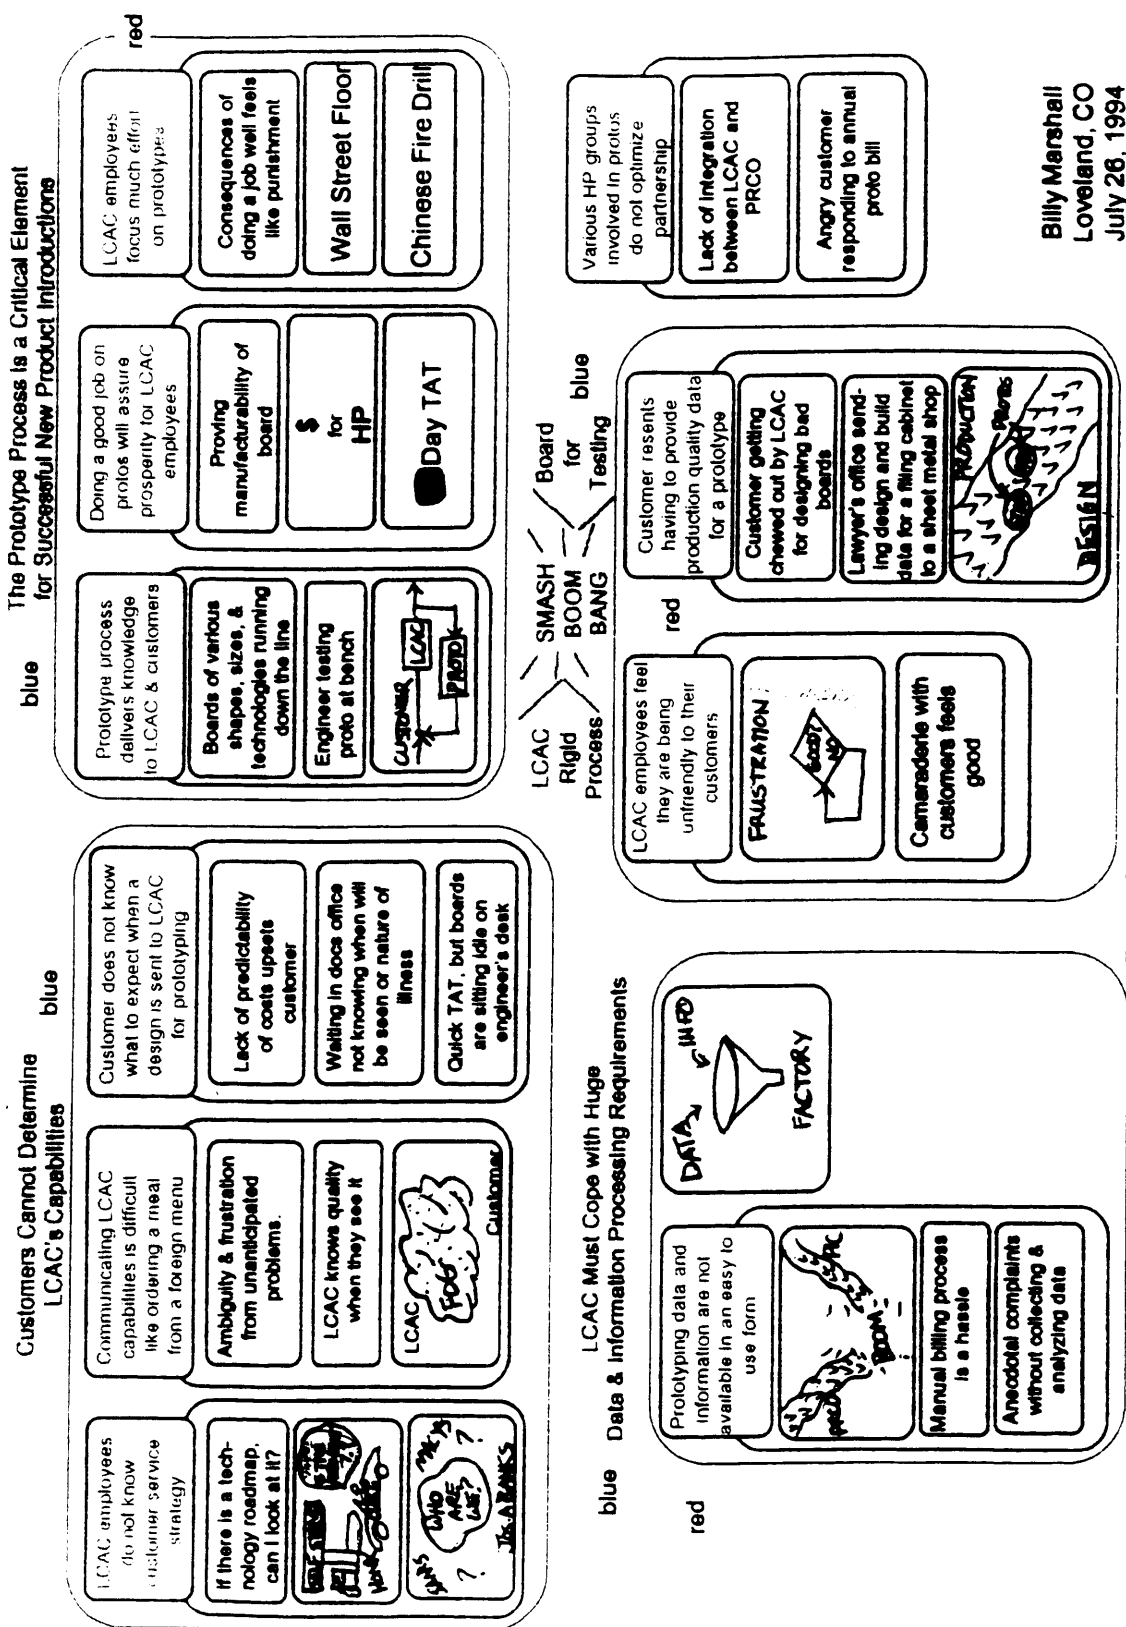 Customers Cannot Determine
LCAC's Capabilities
blue
LCAC employees
do not know
customer service
strategy
If there is a tech-
nology roadmap,
can I look at it?
SAKS
MACY'S
WHO
ARE
WE?
?
?
Communicating LCAC
capabilities is difficult
like ordering a meal
from a foreign menu
Ambiguity & frustration
from unanticipated
problems.
LCAC knows quality
when they see it
LCAC
FOG
Customer
Customer does not know
what to expect when a
design is sent to LCAC
for prototyping
Lack of predictability
of costs upsets
customer
Waiting in docs office
not knowing when will
be seen or nature of
illness
Quick TAT, but boards
are sitting idle on
engineer's desk
The Prototype Process is a Critical Element
for Successful New Product Introductions
blue
red
Prototype process
delivers knowledge
to LCAC & customers
Boards of various
shapes, sizes, &
technologies running
down the line
Engineer testing
proto at bench
CUSTOMER
LCAC
PROTO
Doing a good job on
protos will assure
prosperity for LCAC
employees
Proving
manufacturability of
board
$
for
HP
Day TAT
LCAC employees
focus much effort
on prototypes
Consequences of
doing a job well feels
like punishment
Wall Street Floor
Chinese Fire Drill
LCAC
Rigid
Process
SMASH
BOOM
BANG
Board
for
Testing
blue
LCAC Must Cope with Huge
Data & Information Processing Requirements
blue
red
Prototyping data and
information are not
available in an easy to
use form
PRCO
BOOM
Manual billing process
is a hassle
Anecdotal complaints
without collecting &
analyzing data
DATA
INFO
FACTORY
red
LCAC employees feel
they are being
unfriendly to their
customers
FRUSTRATION
GOOD?
NO
Camaraderie with
customers feels
good
Customer resents
having to provide
production quality data
for a prototype
Customer getting
chewed out by LCAC
for designing bad
boards
Lawyer's office send-
ing design and build
data for a filing cabinet
to a sheet metal shop
PRODUCTION
PROTOS
DESIGN
Various HP groups
involved in protos
do not optimize
partnership
Lack of integration
between LCAC and
PRCO
Angry customer
responding to annual
proto bill
Billy Marshall
Loveland, CO
July 26, 1994